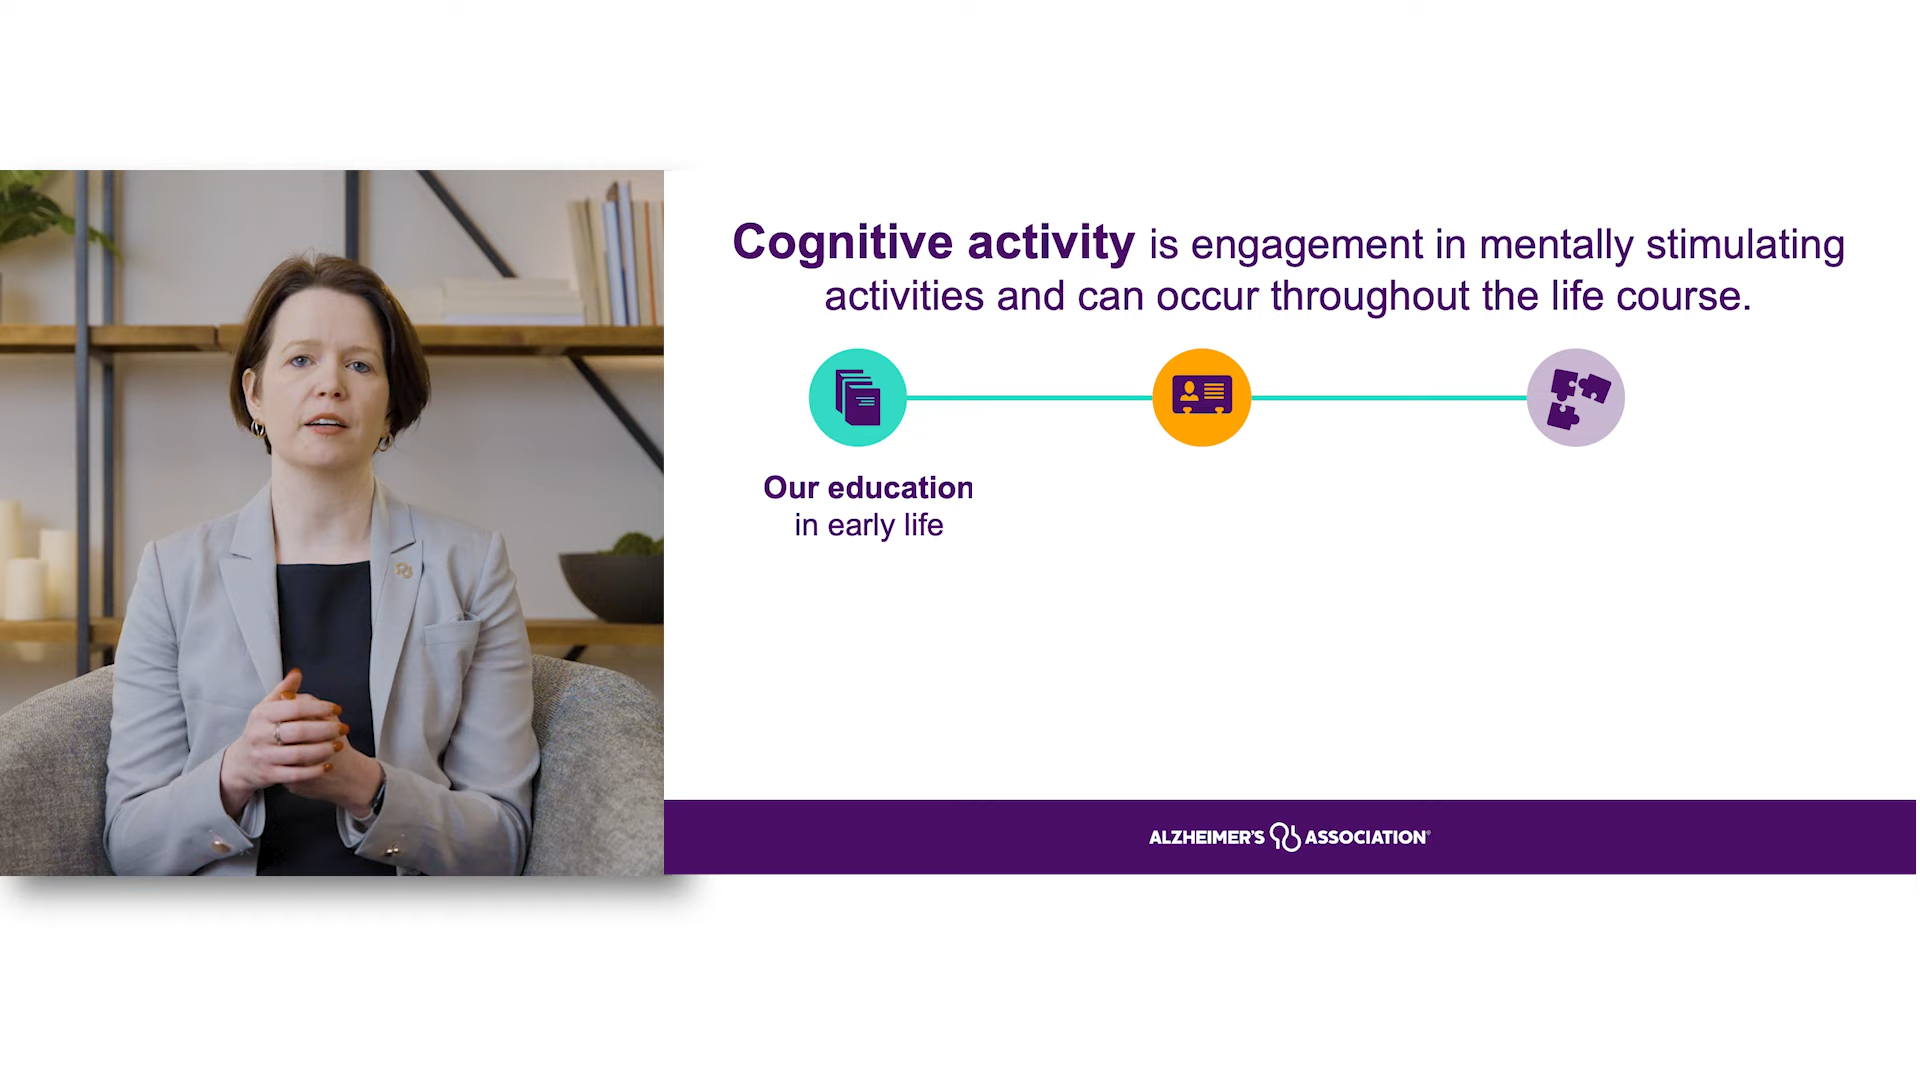 Cognitive activity is engagement in mentally stimulating
activities and can occur throughout the life course.
Our education
in early life
ALZHEIMER'S ASSOCIATION®